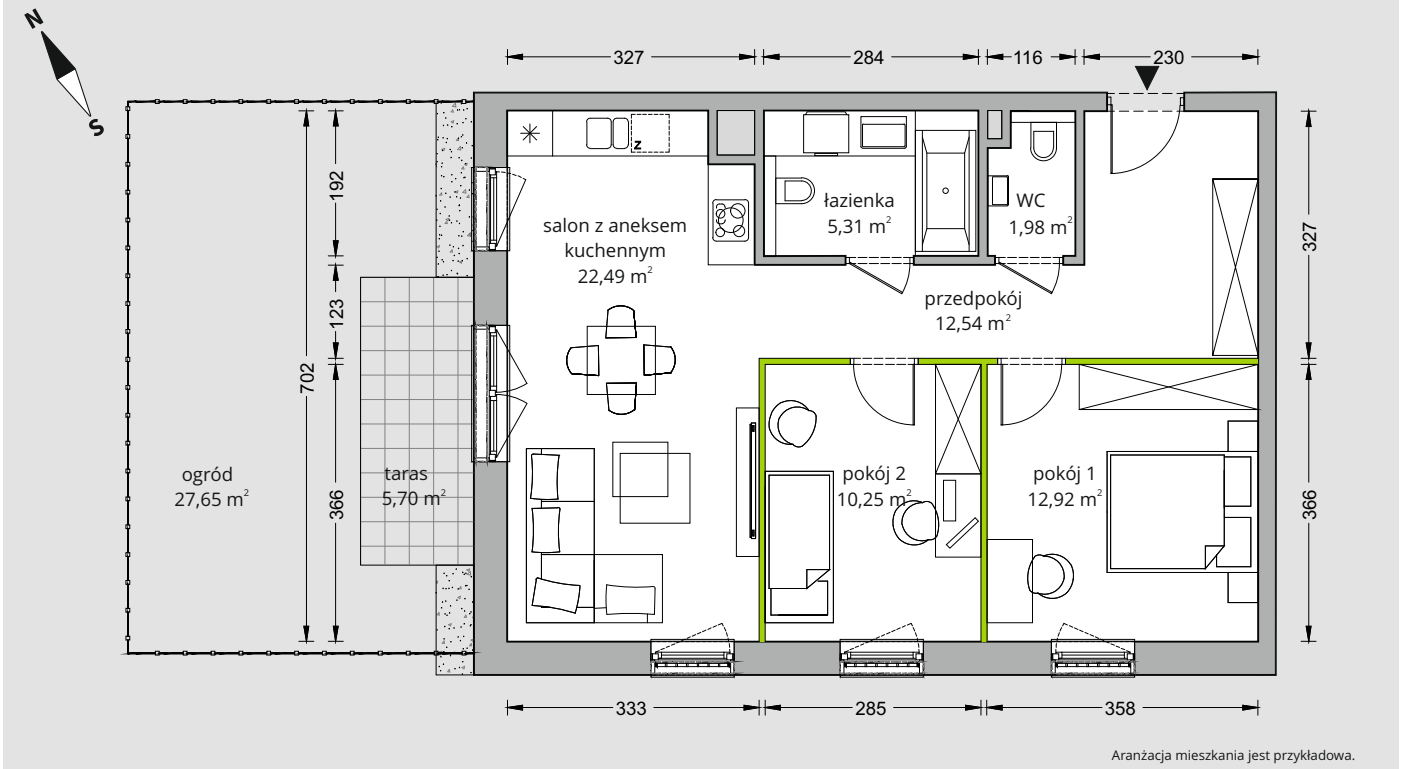 N
S
327
284
116
230
192
123
702
366
327
366
z
salon z aneksem
kuchennym
22,49 m²
łazienka
5,31 m²
WC
1,98 m²
przedpokój
12,54 m²
ogród
27,65 m²
taras
5,70 m²
pokój 2
10,25 m²
pokój 1
12,92 m²
333
285
358
Aranżacja mieszkania jest przykładowa.